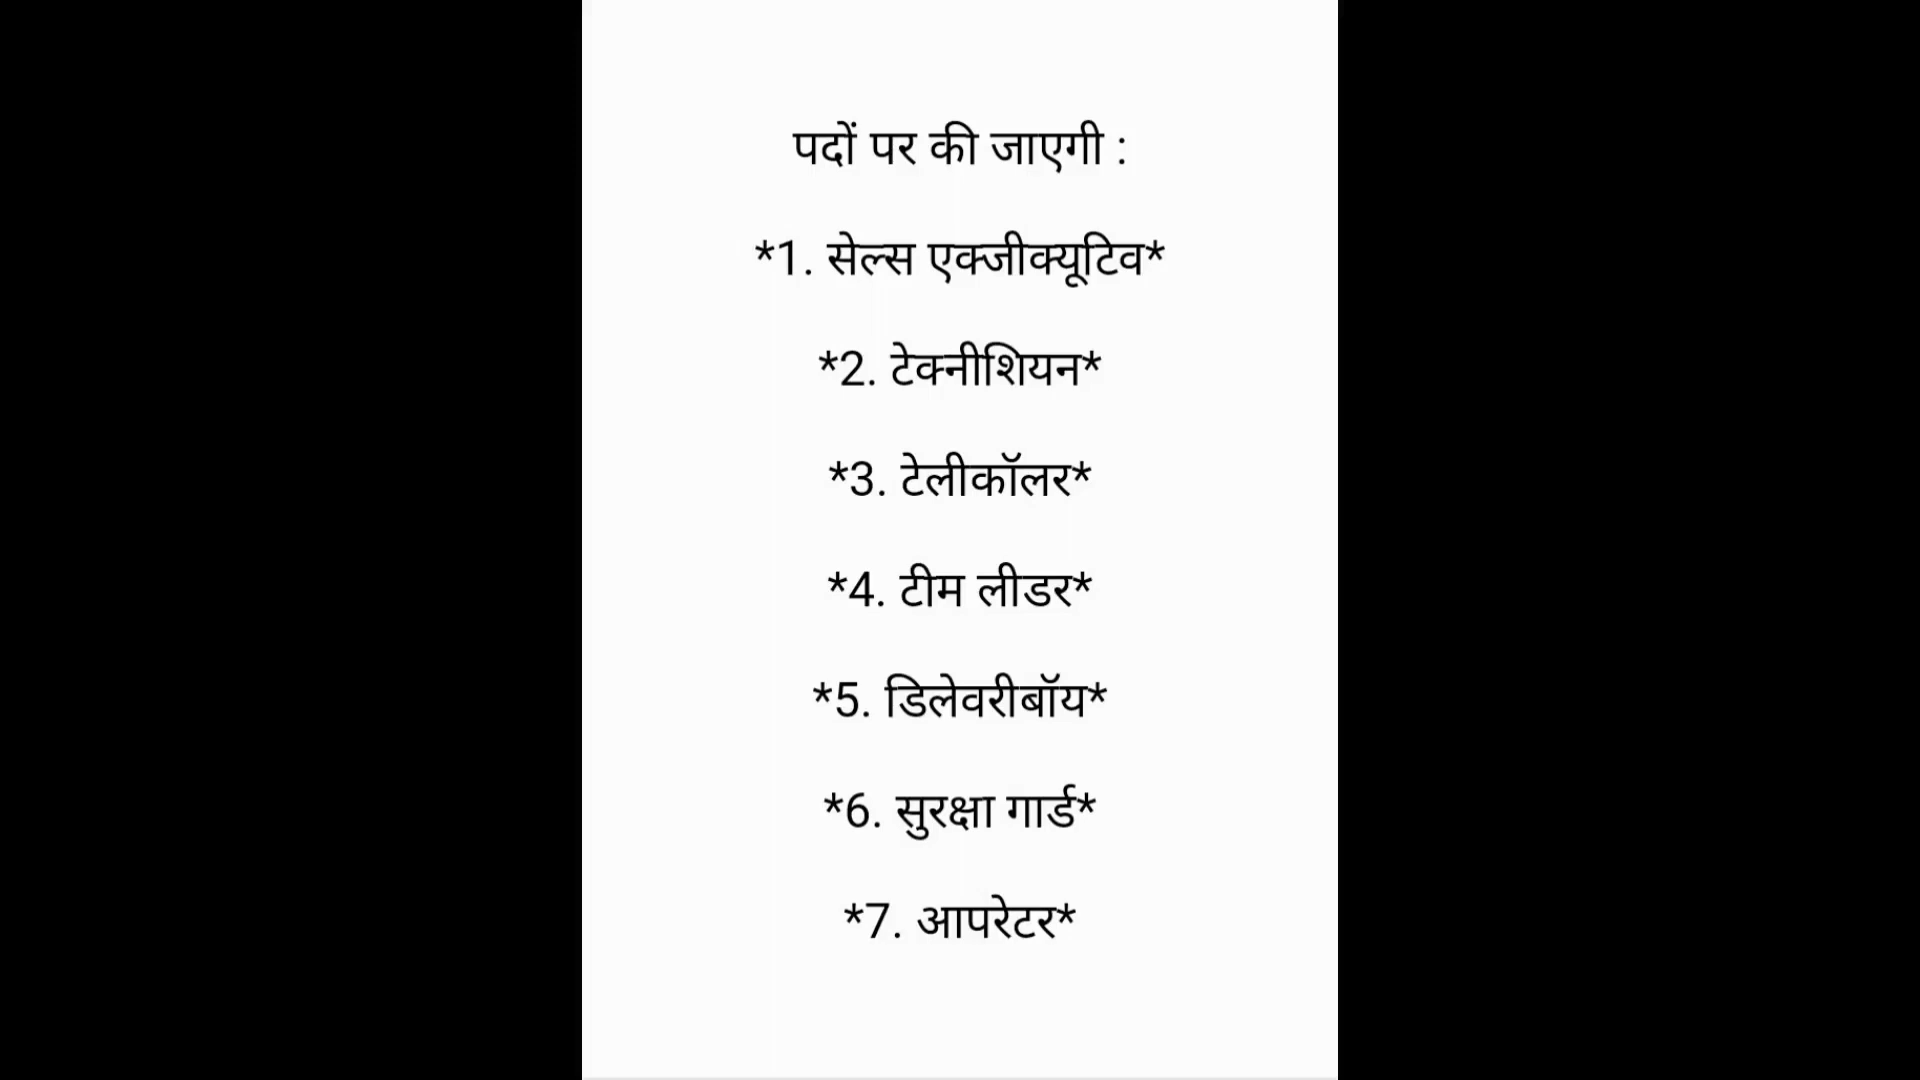 पदों पर की जाएगी :
*1. सेल्स एक्जीक्यूटिव*
*2. टेक्नीशियन*
*3. टेलीकॉलर*
*4. टीम लीडर*
*5. डिलेवरीबॉय*
*6. सुरक्षा गार्ड*
*7. आपरेटर*